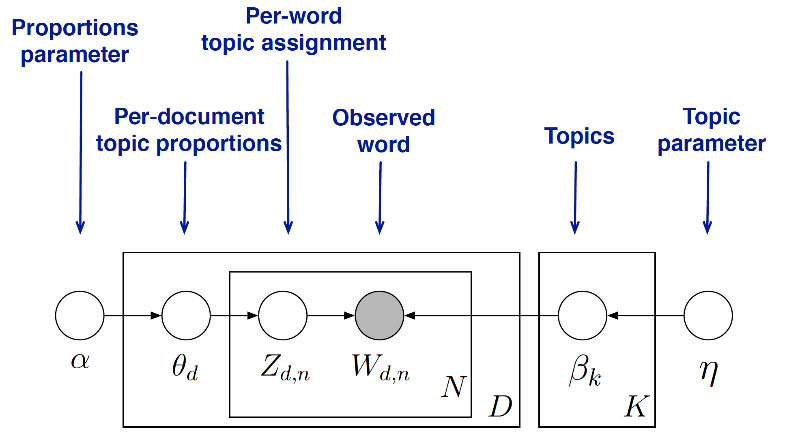 Proportions
parameter
Per-word
topic assignment
Per-document
topic proportions
Observed
word
Topics
Topic
parameter
α
θ_d
Z_{d,n}
W_{d,n}
N
D
β_k
K
η